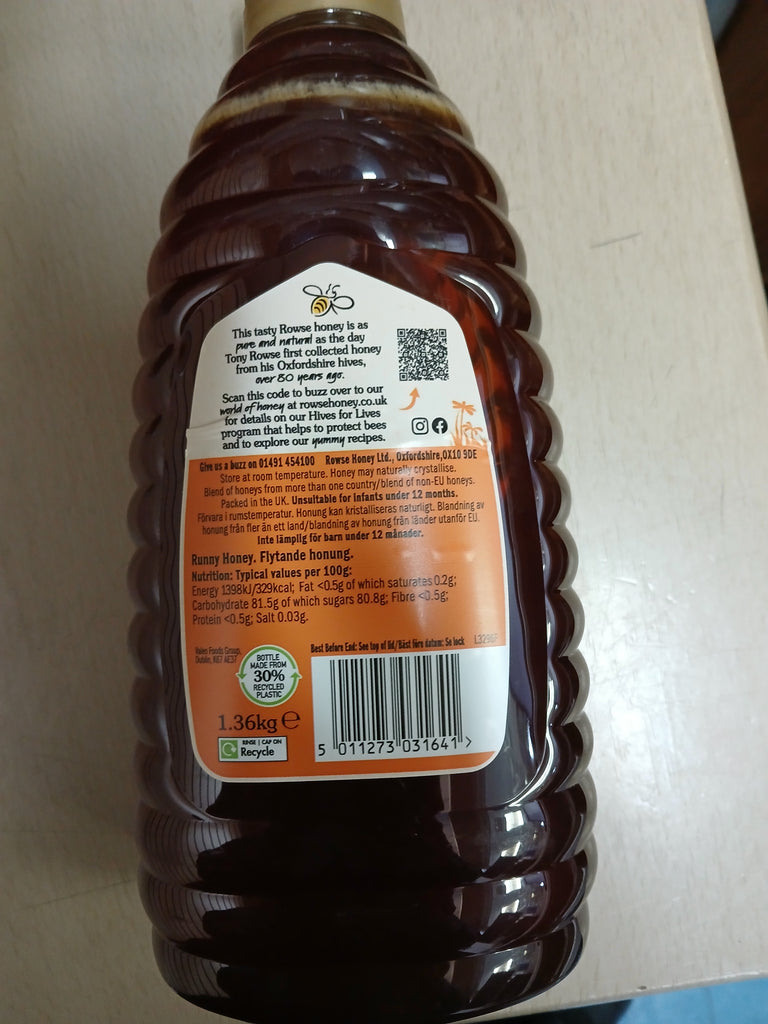 This tasty Rowse honey is as
pure and natural as the day
Tony Rowse first collected honey
from his Oxfordshire hives,
over 80 years ago.
Scan this code to buzz over to our
world of honey at rowsehoney.co.uk
for details on our Hives for Lives
program that helps to protect bees
and to explore our yummy recipes.
Give us a buzz on 01491 454100 Rowse Honey Ltd., Oxfordshire,OX10 9DE
Store at room temperature. Honey may naturally crystallise.
Blend of honeys from more than one country/blend of non-EU honeys.
Packed in the UK. Unsuitable for infants under 12 months.
Förvara i rumstemperatur. Honung kan kristalliseras naturligt. Blandning av
honung från fler än ett land/blandning av honung från länder utanför EU.
Inte lämplig för barn under 12 månader.
Runny Honey. Flytande honung.
Nutrition: Typical values per 100g:
Energy 1398kJ/329kcal; Fat <0.5g of which saturates 0.2g;
Carbohydrate 81.5g of which sugars 80.8g; Fibre <0.5g;
Protein <0.5g; Salt 0.03g.
Best Before End: See top of lid/Bäst före datum: Se lock L3296P
Valeo Foods Group,
Dublin, K67 AE37
BOTTLE
MADE FROM
30%
RECYCLED
PLASTIC
1.36kg e
RINSE | CAP ON
Recycle
5 011273 031641 >